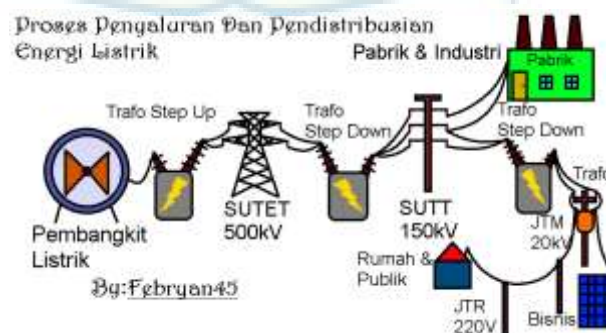 Proses Penyaluran Dan Pendistribusian
Energi Listrik
Pabrik & Industri
Pabrik
Trafo Step Up
Trafo
Step Down
Trafo
Step Down
Trafo
SUTET
500kV
SUTT
150kV
JTM
20kV
Pembangkit
Listrik
Rumah &
Publik
By:Febryan45
JTR
220V
Bisnis